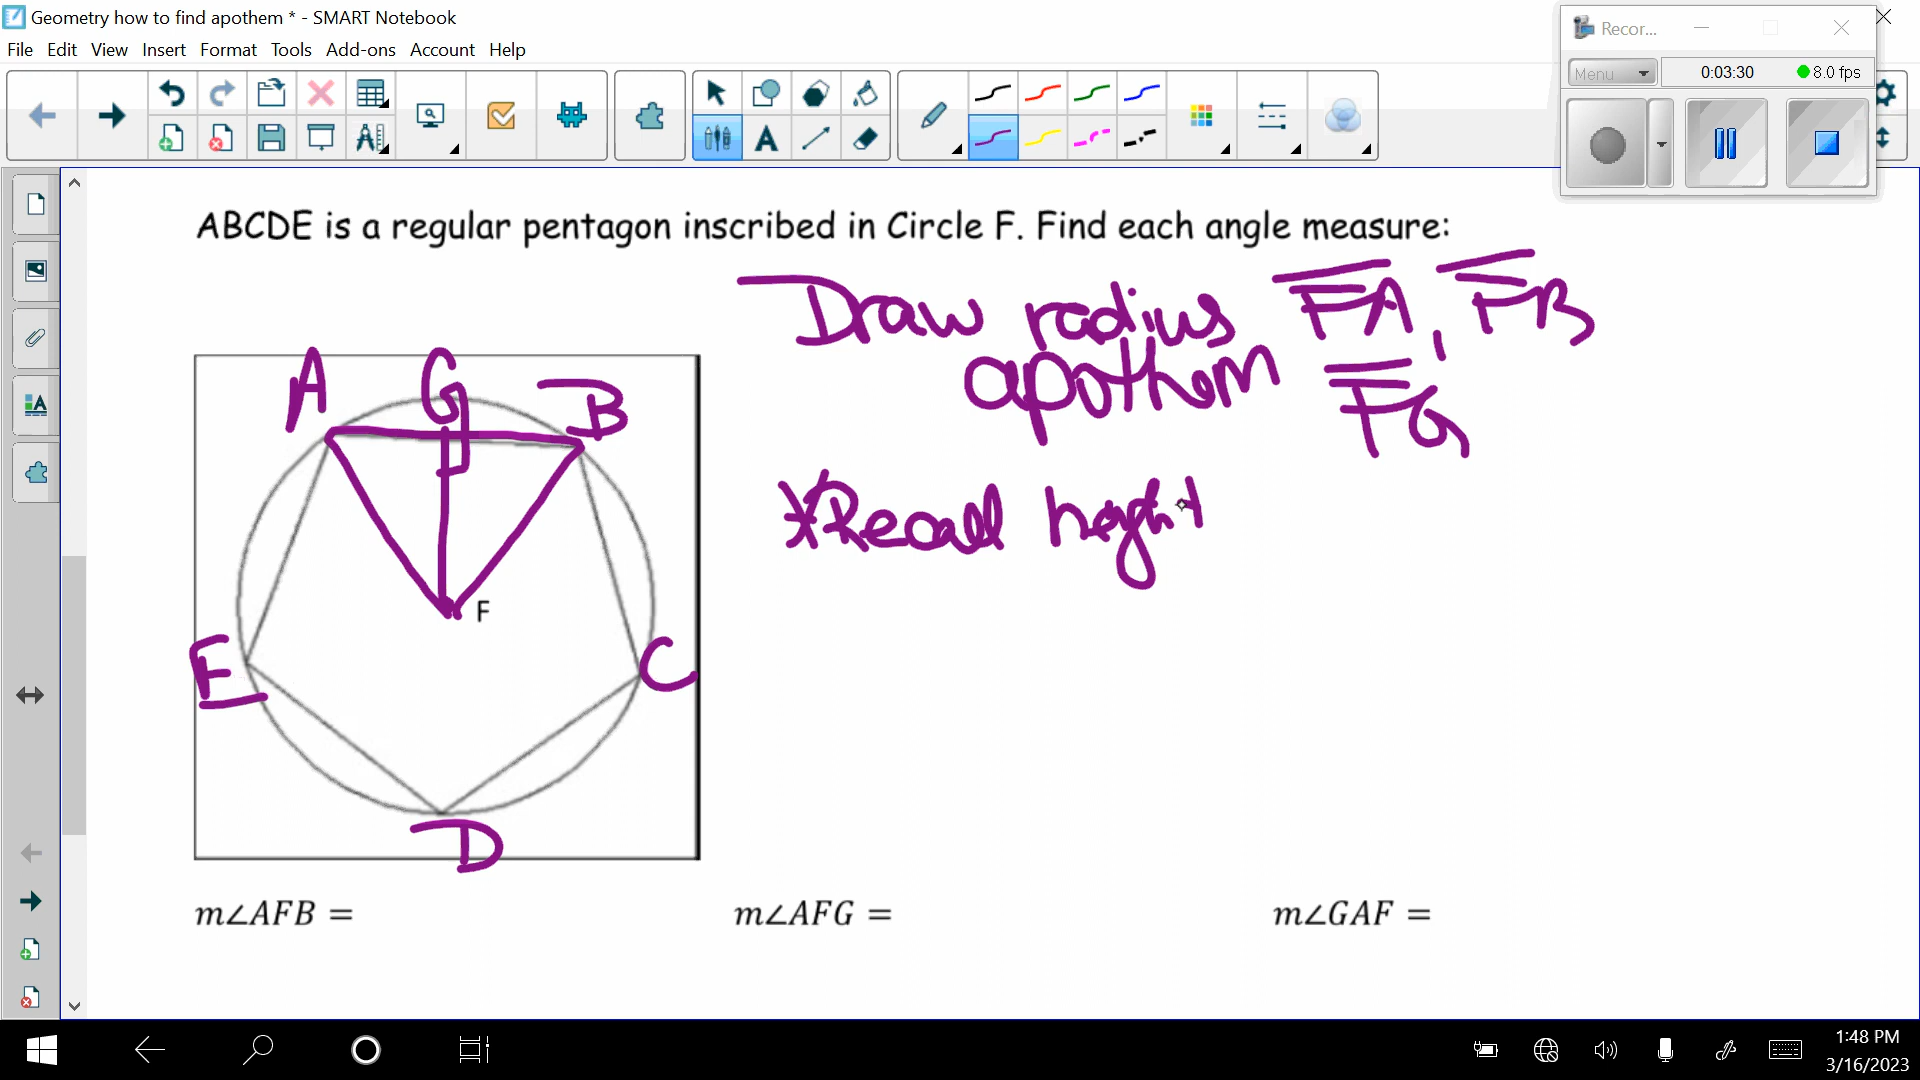 Geometry how to find apothem * - SMART Notebook
File Edit View Insert Format Tools Add-ons Account Help
Recor...
Menu 0:03:30 8.0 fps
ABCDE is a regular pentagon inscribed in Circle F. Find each angle measure:
Draw radius FA, FB
apothem FG
*Recall height
A G B
F
E C
D
m∠AFB =
m∠AFG =
m∠GAF =
1:48 PM
3/16/2023